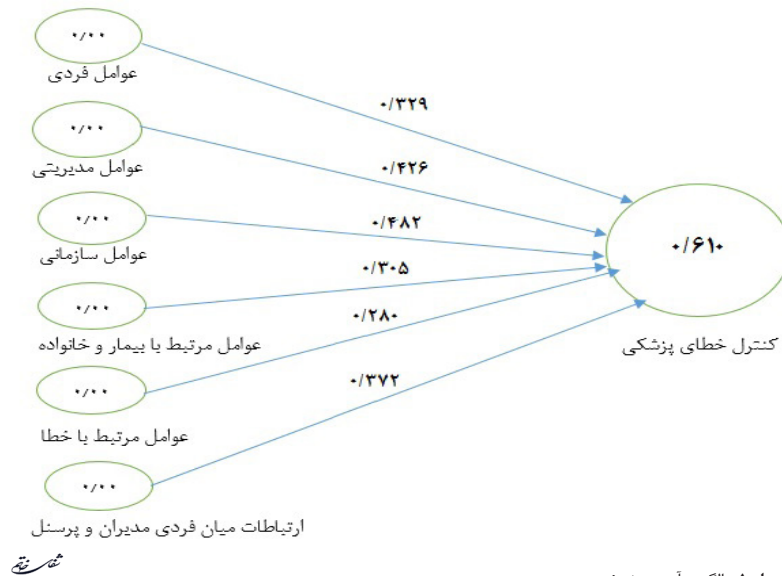 ۰/۰۰
عوامل فردی
۰/۳۲۹
۰/۰۰
عوامل مدیریتی
۰/۴۲۶
۰/۰۰
عوامل سازمانی
۰/۴۸۲
۰/۶۱۰
کنترل خطای پزشکی
۰/۰۰
عوامل مرتبط با بیمار و خانواده
۰/۳۰۵
۰/۰۰
عوامل مرتبط با خطا
۰/۲۸۰
۰/۰۰
ارتباطات میان فردی مدیران و پرسنل
۰/۳۷۲
شفای خاتم